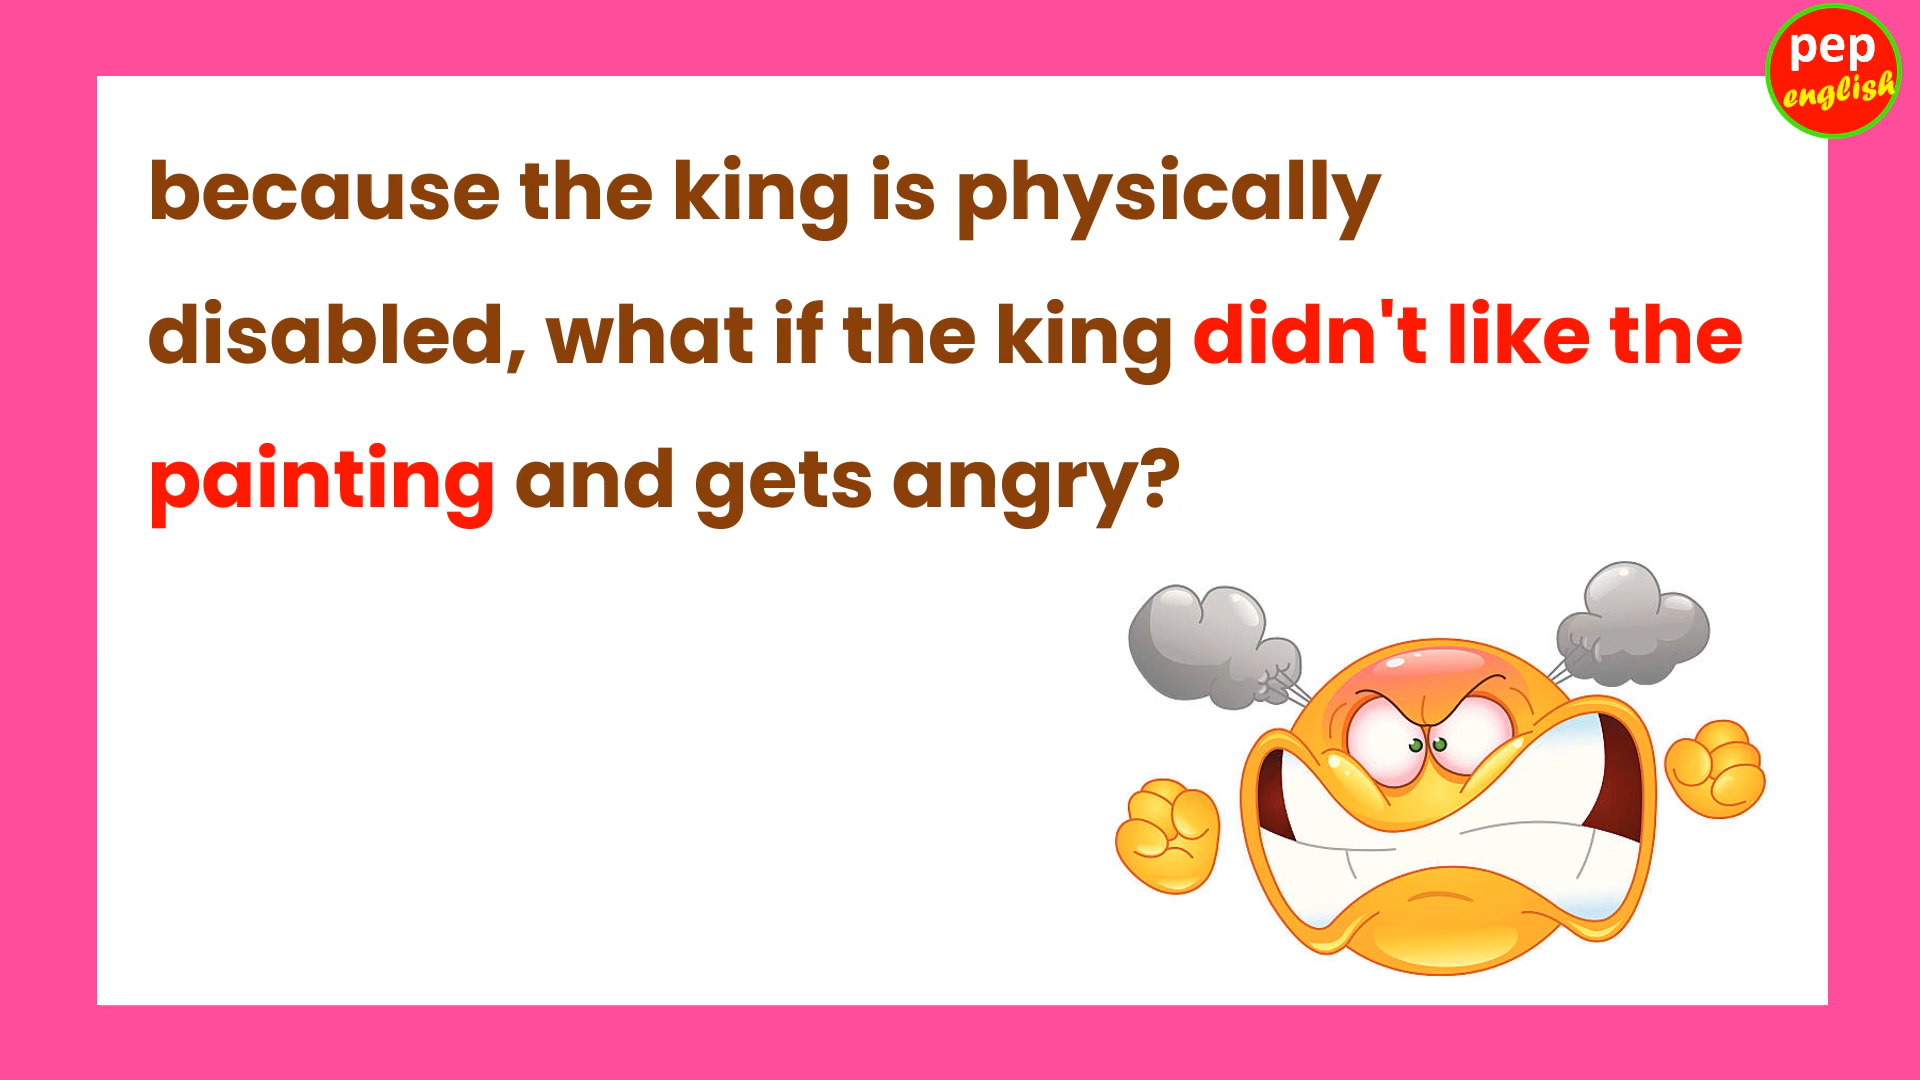 pep
english
because the king is physically
disabled, what if the king didn't like the
painting and gets angry?